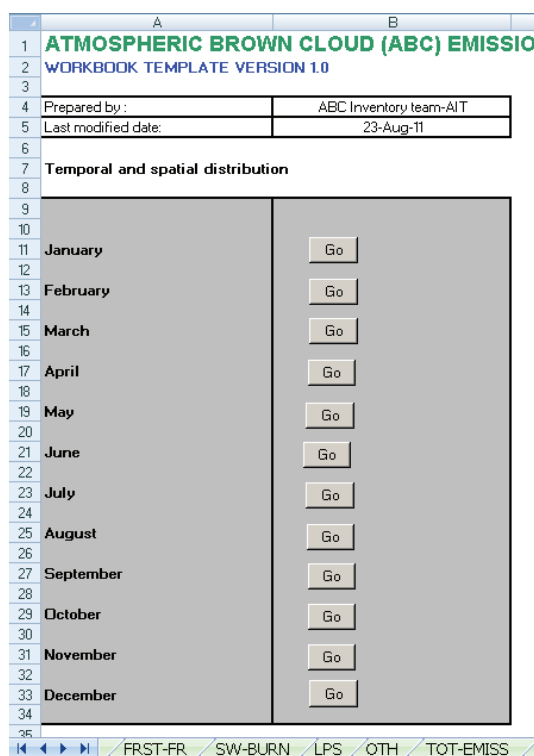 A B
1 ATMOSPHERIC BROWN CLOUD (ABC) EMISSIO
2 WORKBOOK TEMPLATE VERSION 1.0
3
4 Prepared by : ABC Inventory team-AIT
5 Last modified date: 23-Aug-11
6
7 Temporal and spatial distribution
8
9
10
11 January Go
12
13 February Go
14
15 March Go
16
17 April Go
18
19 May Go
20
21 June Go
22
23 July Go
24
25 August Go
26
27 September Go
28
29 October Go
30
31 November Go
32
33 December Go
34
35
FRST-FR SW-BURN LPS OTH TOT-EMISS